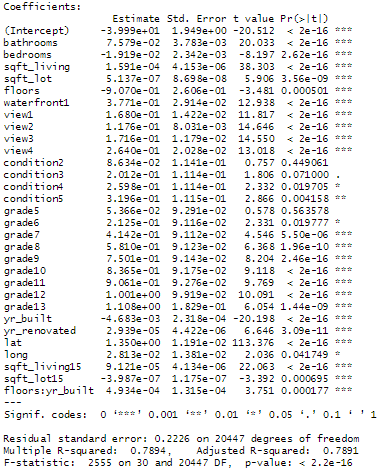 Coefficients:
Estimate Std. Error t value Pr(>|t|)
(Intercept) -3.999e+01 1.949e+00 -20.512 < 2e-16 ***
bathrooms 7.579e-02 3.783e-03 20.033 < 2e-16 ***
bedrooms -1.919e-02 2.342e-03 -8.197 2.62e-16 ***
sqft_living 1.591e-04 4.153e-06 38.303 < 2e-16 ***
sqft_lot 5.137e-07 8.698e-08 5.906 3.56e-09 ***
floors -9.070e-01 2.606e-01 -3.481 0.000501 ***
waterfront1 3.771e-01 2.914e-02 12.938 < 2e-16 ***
view1 1.680e-01 1.422e-02 11.817 < 2e-16 ***
view2 1.176e-01 8.031e-03 14.646 < 2e-16 ***
view3 1.716e-01 1.179e-02 14.550 < 2e-16 ***
view4 2.640e-01 2.028e-02 13.018 < 2e-16 ***
condition2 8.634e-02 1.141e-01 0.757 0.449061
condition3 2.012e-01 1.114e-01 1.806 0.071000 .
condition4 2.598e-01 1.114e-01 2.332 0.019705 *
condition5 3.196e-01 1.115e-01 2.866 0.004158 **
grade5 5.366e-02 9.291e-02 0.578 0.563578
grade6 2.125e-01 9.116e-02 2.331 0.019777 *
grade7 4.142e-01 9.112e-02 4.546 5.50e-06 ***
grade8 5.810e-01 9.123e-02 6.368 1.96e-10 ***
grade9 7.501e-01 9.143e-02 8.204 2.46e-16 ***
grade10 8.365e-01 9.175e-02 9.118 < 2e-16 ***
grade11 9.061e-01 9.276e-02 9.769 < 2e-16 ***
grade12 1.001e+00 9.919e-02 10.091 < 2e-16 ***
grade13 1.108e+00 1.829e-01 6.054 1.44e-09 ***
yr_built -4.683e-03 2.318e-04 -20.198 < 2e-16 ***
yr_renovated 2.939e-05 4.422e-06 6.646 3.09e-11 ***
lat 1.350e+00 1.191e-02 113.376 < 2e-16 ***
long 2.813e-02 1.381e-02 2.036 0.041749 *
sqft_living15 9.121e-05 4.134e-06 22.063 < 2e-16 ***
sqft_lot15 -3.987e-07 1.175e-07 -3.392 0.000695 ***
floors:yr_built 4.934e-04 1.315e-04 3.751 0.000177 ***
---
Signif. codes: 0 ‘***’ 0.001 ‘**’ 0.01 ‘*’ 0.05 ‘.’ 0.1 ‘ ’ 1
Residual standard error: 0.2226 on 20447 degrees of freedom
Multiple R-squared: 0.7894, Adjusted R-squared: 0.7891
F-statistic: 2555 on 30 and 20447 DF, p-value: < 2.2e-16